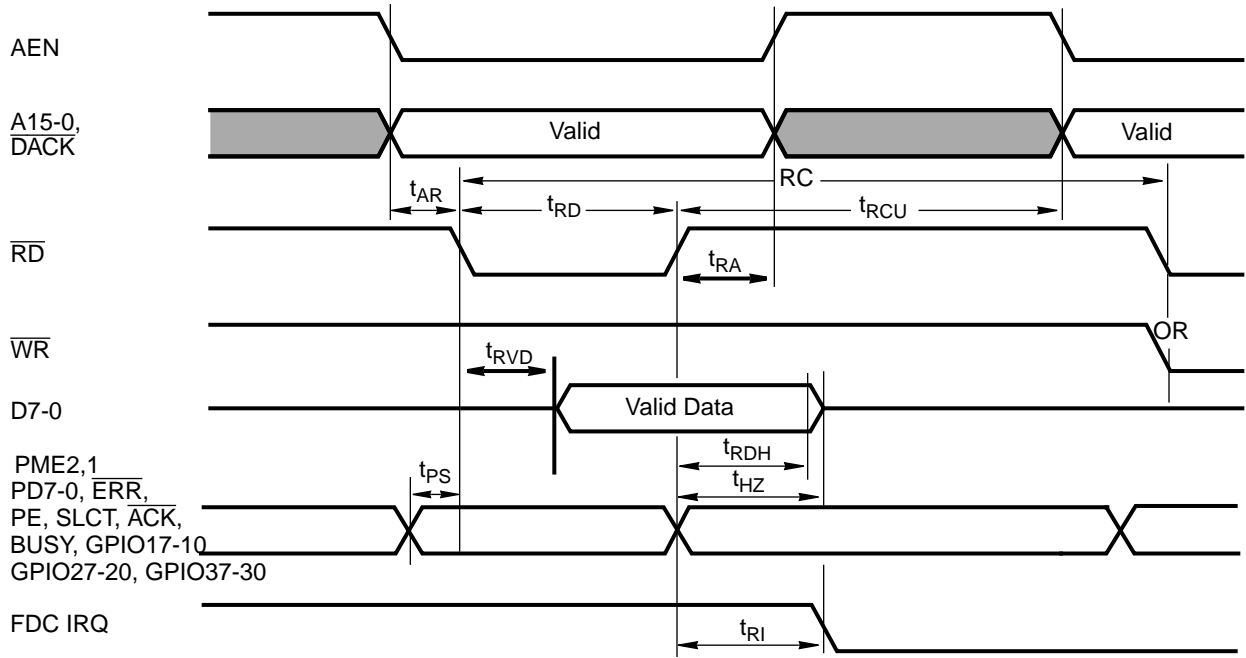 AEN
A15-0,
DACK
Valid
Valid
RC
tAR
tRD
tRCU
RD
tRA
WR
OR
tRVD
D7-0
Valid Data
tRDH
PME2,1
tPS
tHZ
PD7-0, ERR,
PE, SLCT, ACK,
BUSY, GPIO17-10
GPIO27-20, GPIO37-30
FDC IRQ
tRI